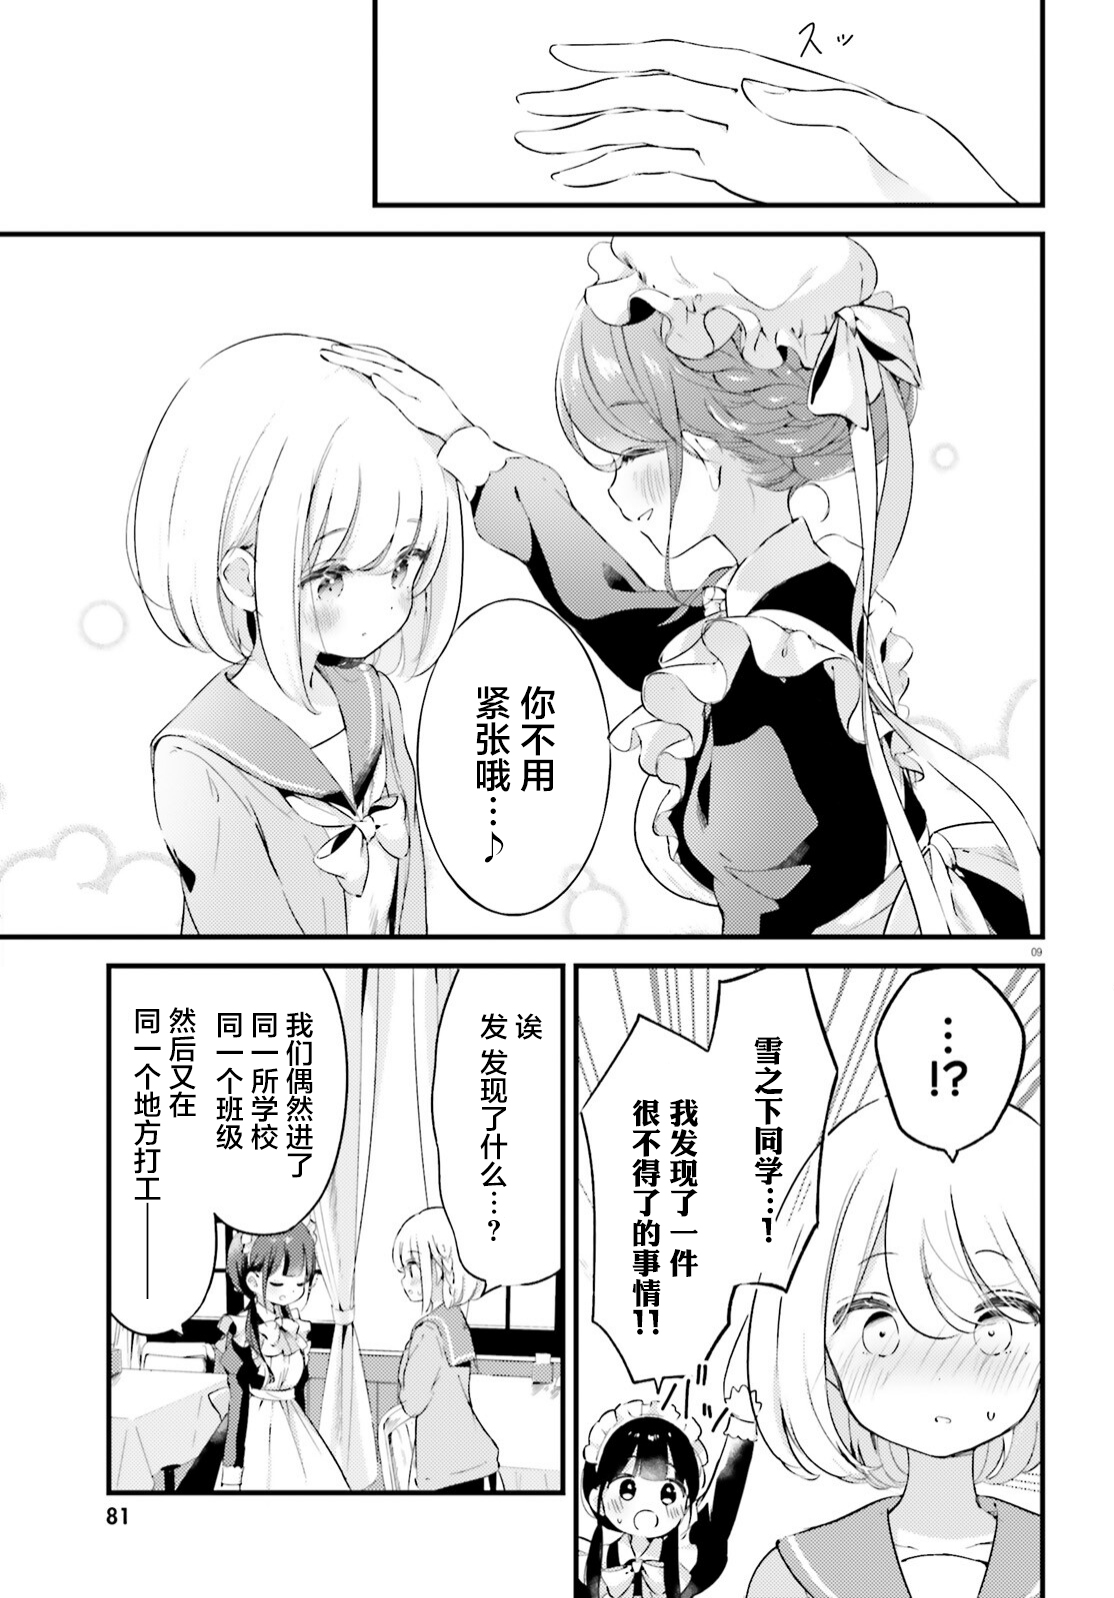 スッ
你不用
紧张哦…♪
09
…!?
雪之下同学…!
我发现了一件
很不得了的事情!!
诶
发 发现了什么…?
我们偶然进了
同一所学校
同一个班级
然后又在
同一个地方打工——
81